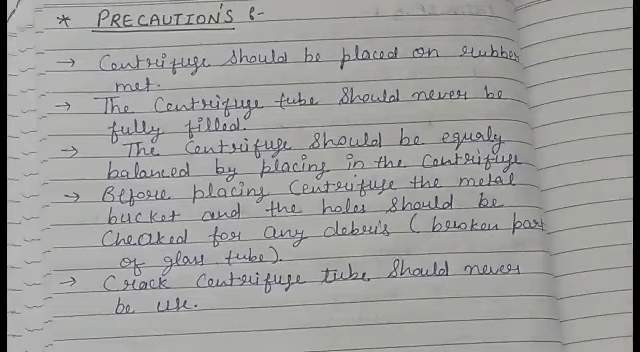 * PRECAUTION'S :-
→ Centrifuge should be placed on rubber
met.
→ The Centrifuge tube should never be
fully filled.
→ The Centrifuge should be equaly
balanced by placing in the centrifuge
→ Before placing Centrifuge the metal
bucket and the holes should be
Cheaked for any debris (broken part
of glass tube).
→ Crack Centrifuge tube should never
be use.